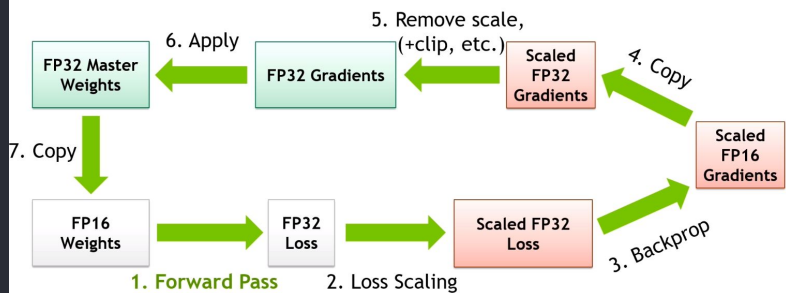 5. Remove scale,
(+clip, etc.)
6. Apply
FP32 Master
Weights
FP32 Gradients
Scaled
FP32
Gradients
4. Copy
Scaled
FP16
Gradients
7. Copy
FP16
Weights
FP32
Loss
Scaled FP32
Loss
3. Backprop
1. Forward Pass
2. Loss Scaling